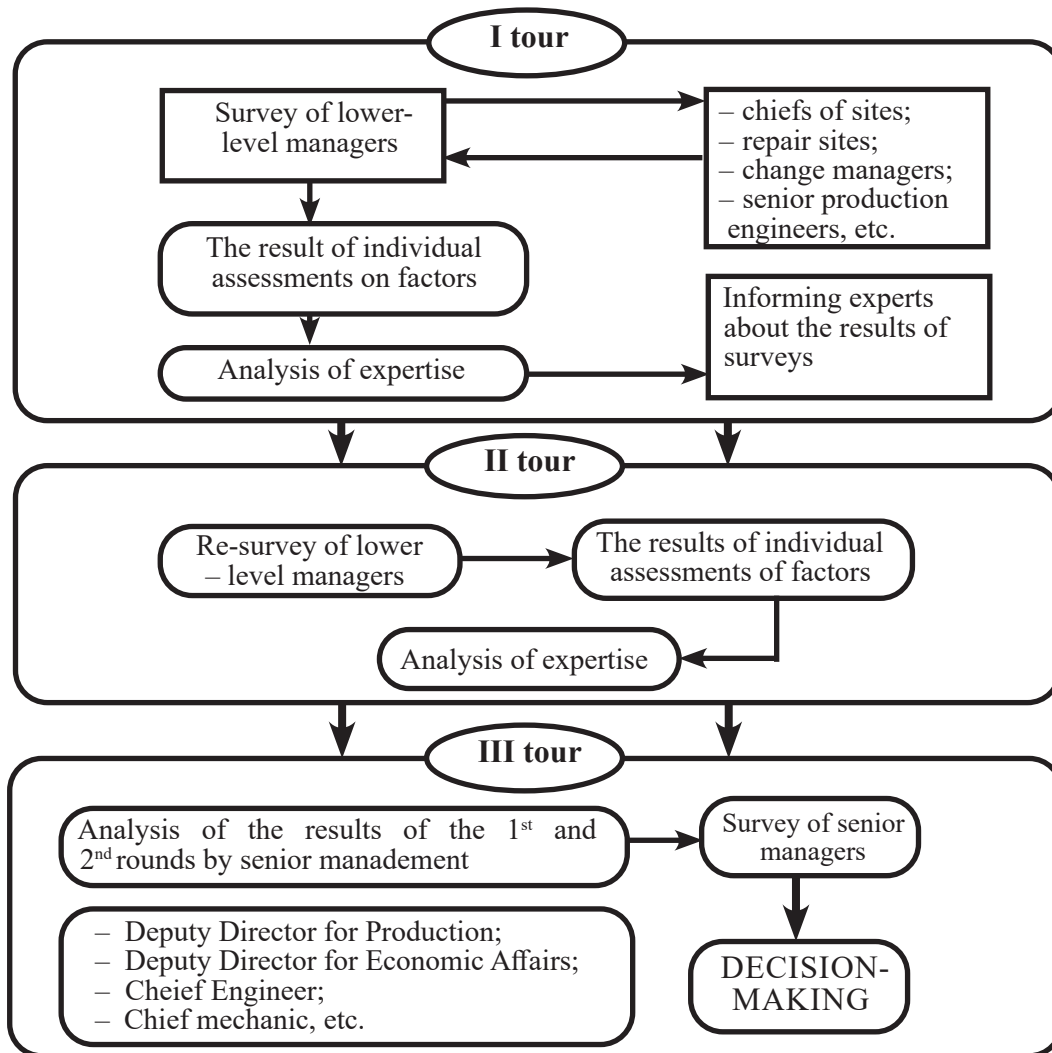 I tour
Survey of lower-
level managers
– chiefs of sites;
– repair sites;
– change managers;
– senior production
engineers, etc.
The result of individual
assessments on factors
Informing experts
about the results of
surveys
Analysis of expertise
II tour
Re-survey of lower
– level managers
The results of individual
assessments of factors
Analysis of expertise
III tour
Analysis of the results of the 1st and
2nd rounds by senior manadement
Survey of senior
managers
– Deputy Director for Production;
– Deputy Director for Economic Affairs;
– Cheief Engineer;
– Chief mechanic, etc.
DECISION-
MAKING